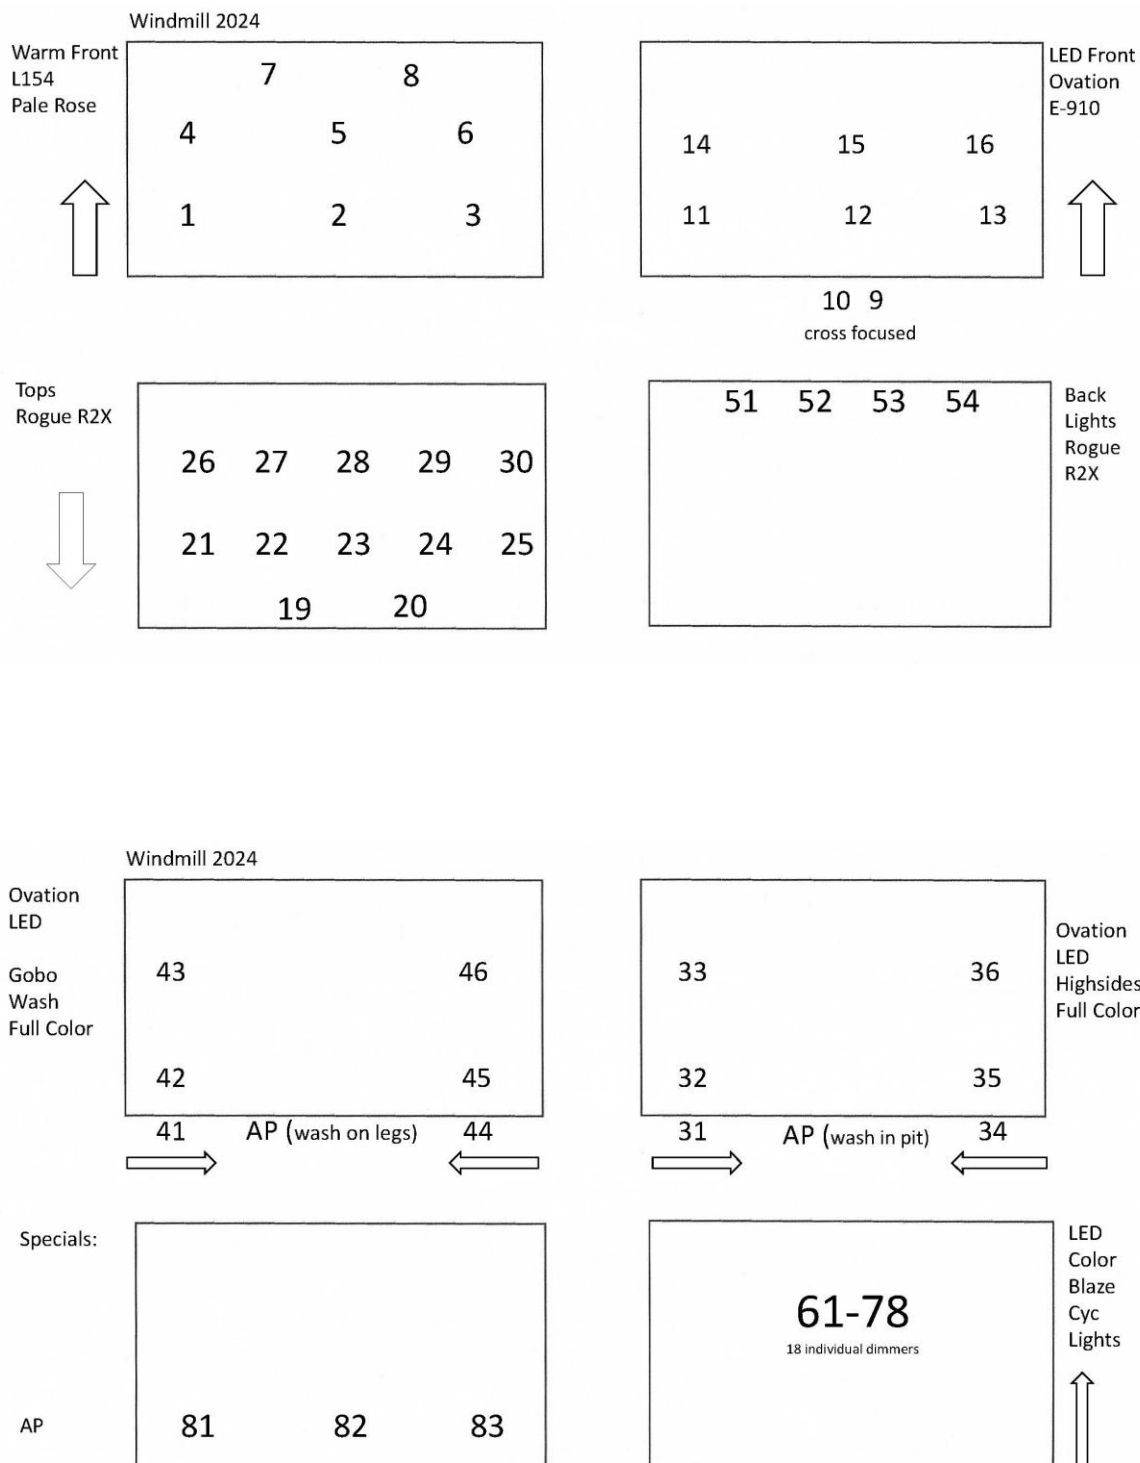 Windmill 2024
Warm Front
L154
Pale Rose
7 8
4 5 6
1 2 3
LED Front
Ovation
E-910
14 15 16
11 12 13
10 9
cross focused
Tops
Rogue R2X
26 27 28 29 30
21 22 23 24 25
19 20
51 52 53 54
Back
Lights
Rogue
R2X
Windmill 2024
Ovation
LED
Gobo
Wash
Full Color
43 46
42 45
41 AP (wash on legs) 44
33 36
32 35
31 AP (wash in pit) 34
Ovation
LED
Highsides
Full Color
Specials:
AP 81 82 83
61-78
18 individual dimmers
LED
Color
Blaze
Cyc
Lights